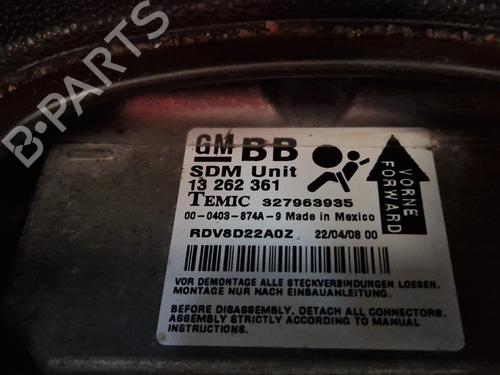 B-PARTS
GM BB
SDM Unit
13 262 361
TEMIC 327963935
00-0403-874A-9 Made in Mexico
RDV8D22A0Z 22/04/08 00
VORNE
FORWARD
VOR DEMONTAGE ALLE STECKVERBINDUNGEN LOESEN.
MONTAGE NUR NACH EINBAUANLEITUNG.
BEFORE DISASSEMBLY, DETACH ALL CONNECTORS.
ASSEMBLY STRICTLY ACCORDING TO MANUAL
INSTRUCTIONS.